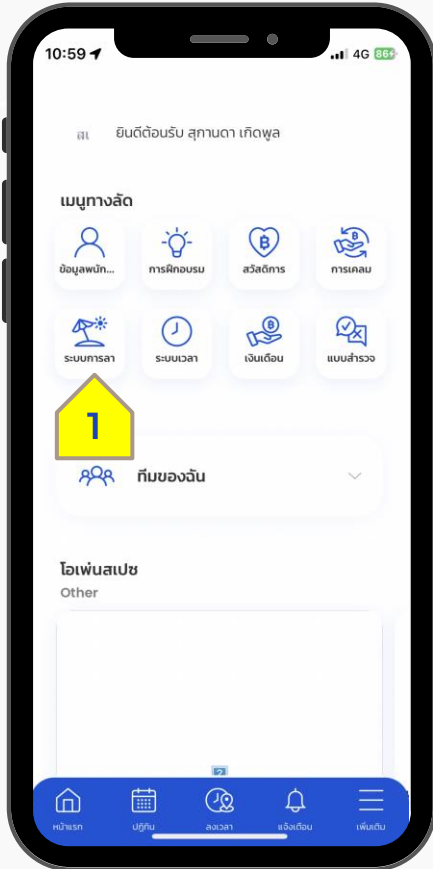 10:59
4G 86
สเ ยินดีต้อนรับ สุกานดา เกิดพูล
เมนูทางลัด
ข้อมูลพนัก... การฝึกอบรม สวัสดิการ การเคลม
ระบบการลา ระบบเวลา เงินเดือน แบบสำรวจ
1
ทีมของฉัน
โอเพ่นสเปซ
Other
?
หน้าแรก ปฏิทิน ลงเวลา แจ้งเตือน เพิ่มเติม